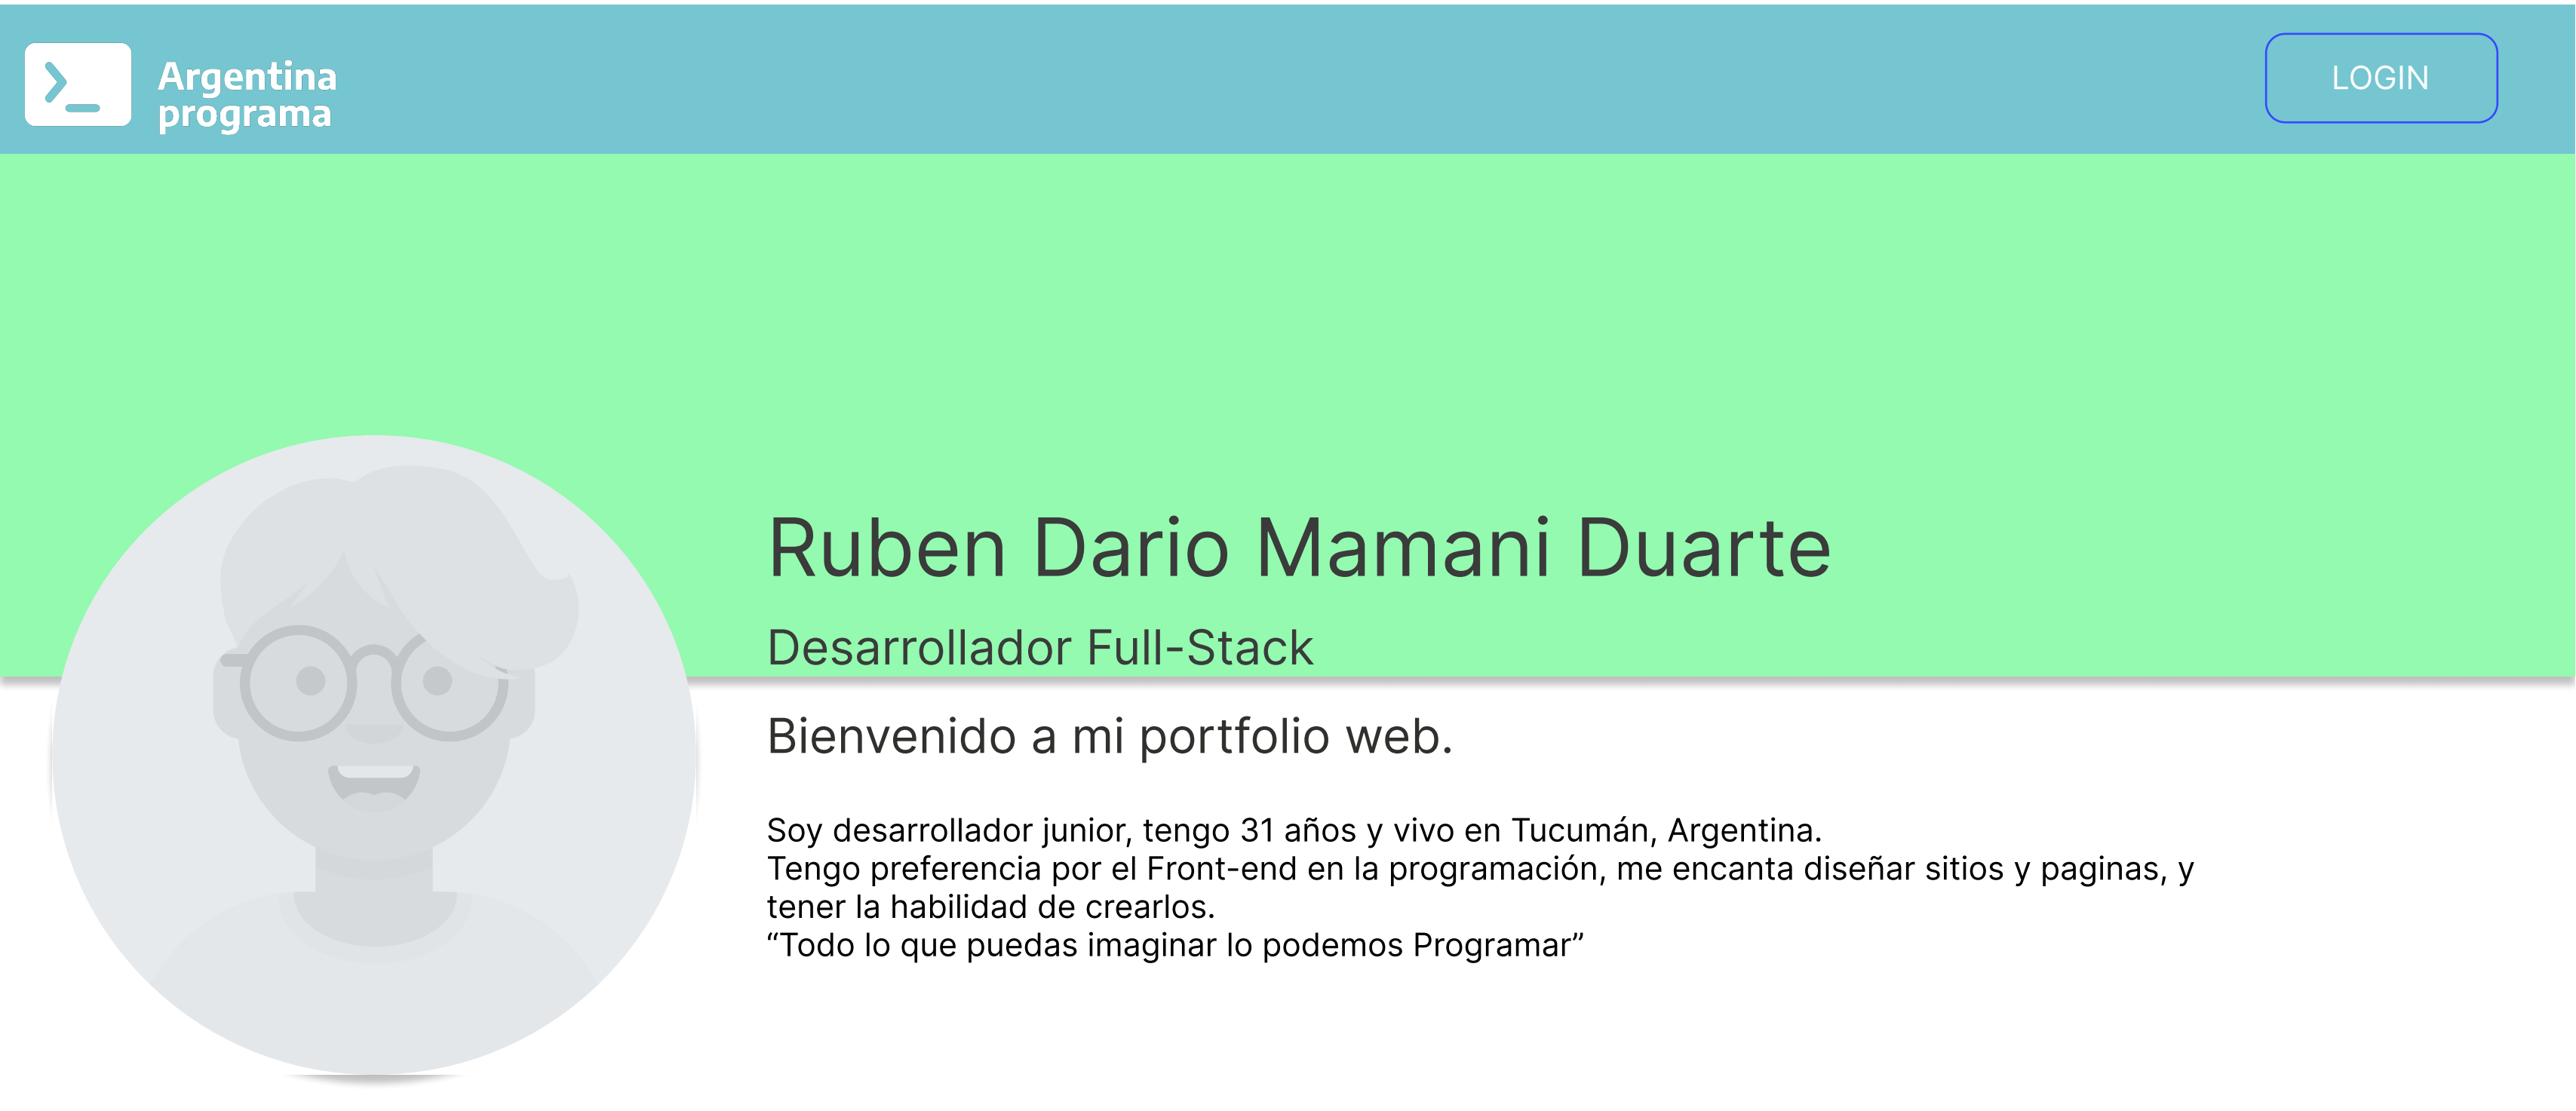 Argentina
programa
LOGIN
Ruben Dario Mamani Duarte
Desarrollador Full-Stack
Bienvenido a mi portfolio web.
Soy desarrollador junior, tengo 31 años y vivo en Tucumán, Argentina.
Tengo preferencia por el Front-end en la programación, me encanta diseñar sitios y paginas, y
tener la habilidad de crearlos.
“Todo lo que puedas imaginar lo podemos Programar”